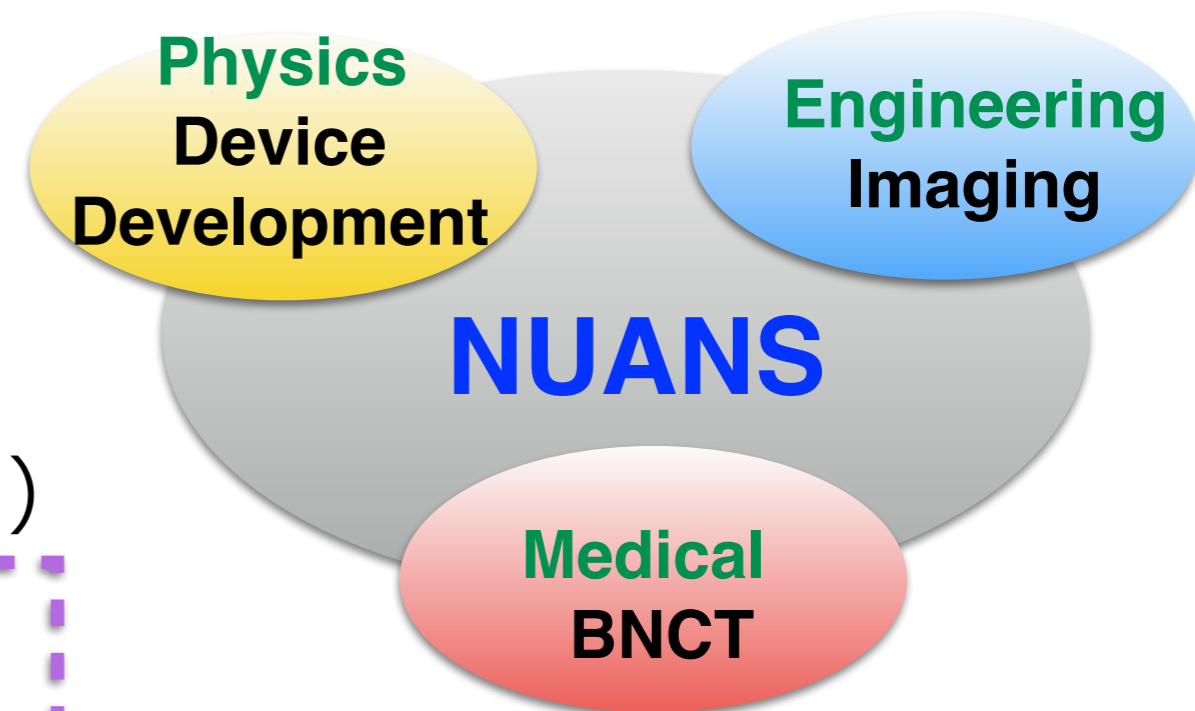 Physics
Device
Development
Engineering
Imaging
NUANS
)
Medical
BNCT